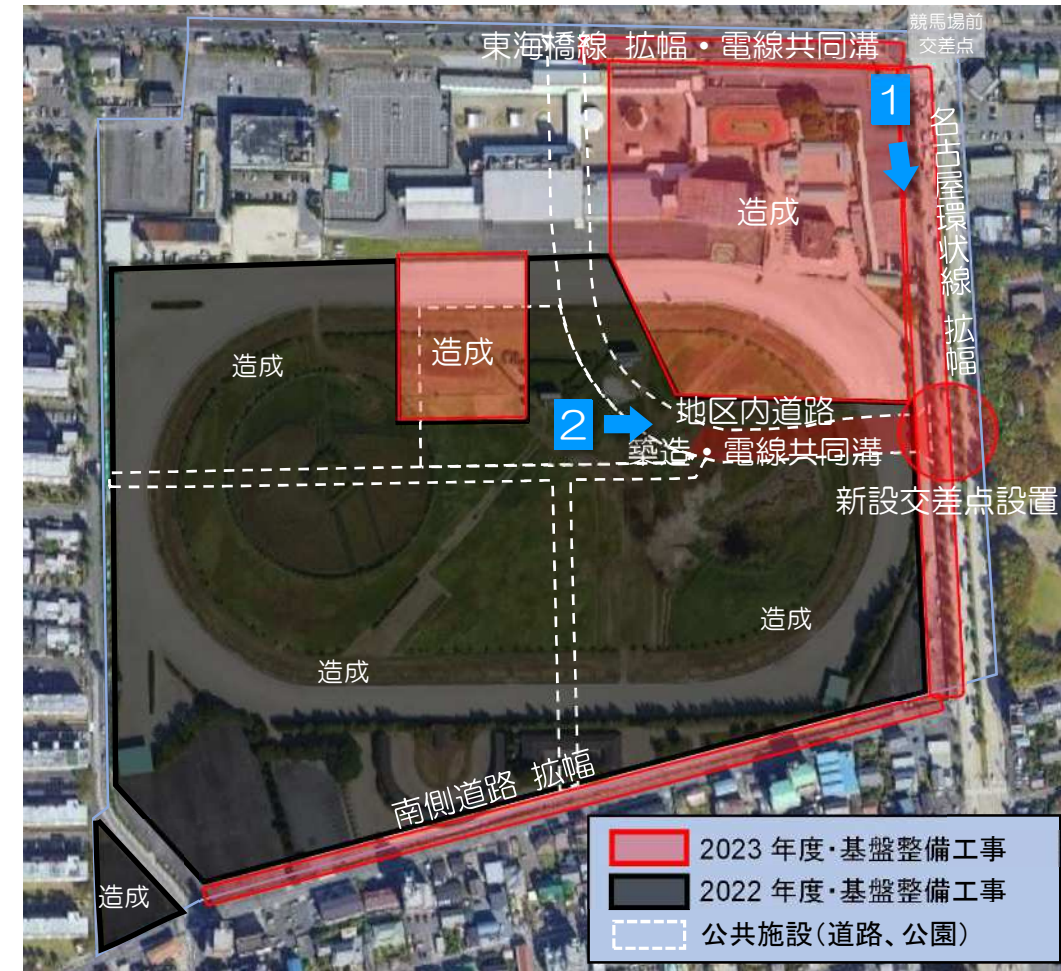 競馬場前
交差点
東海橋線 拡幅・電線共同溝
1
名古屋環状線 拡幅
造成
造成
造成
2
地区内道路
築造・電線共同溝
新設交差点設置
造成
造成
南側道路 拡幅
造成
2023 年度・基盤整備工事
2022 年度・基盤整備工事
公共施設(道路、公園)